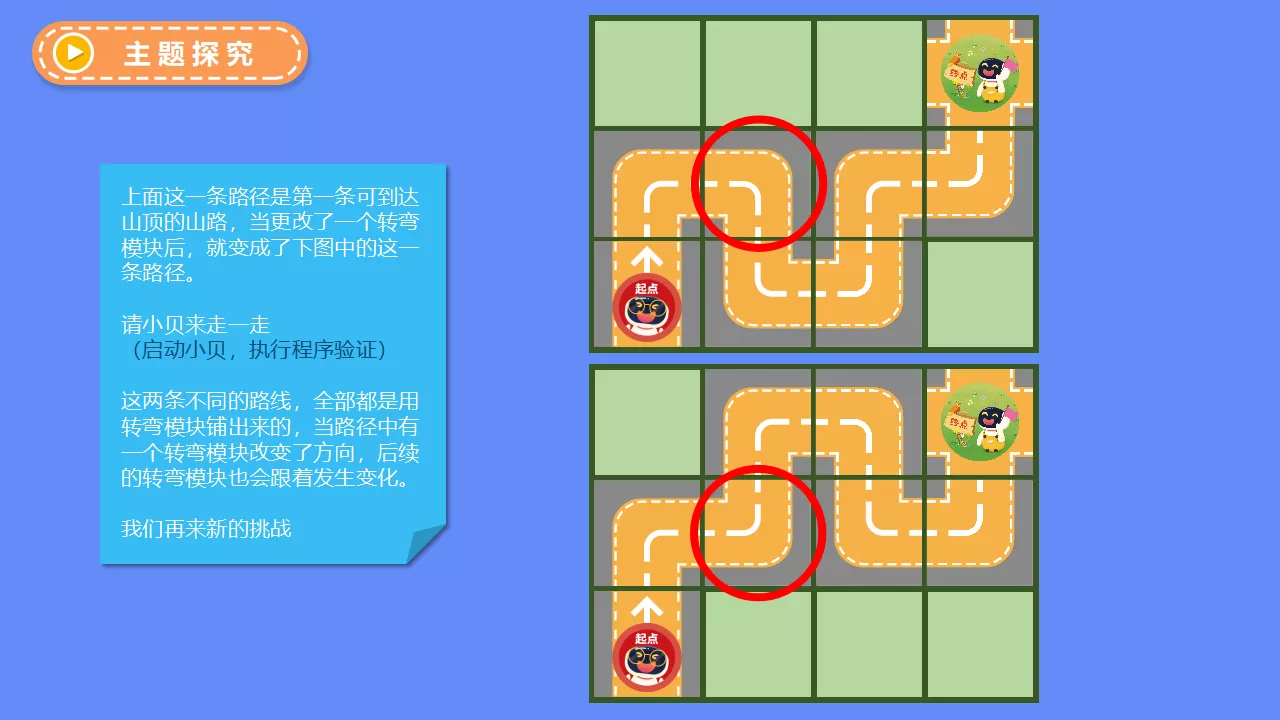 主题探究
上面这一条路径是第一条可到达
山顶的山路，当更改了一个转弯
模块后，就变成了下图中的这一
条路径。
请小贝来走一走
（启动小贝，执行程序验证）
这两条不同的路线，全部都是用
转弯模块铺出来的，当路径中有
一个转弯模块改变了方向，后续
的转弯模块也会跟着发生变化。
我们再来新的挑战
终点
起点
终点
起点